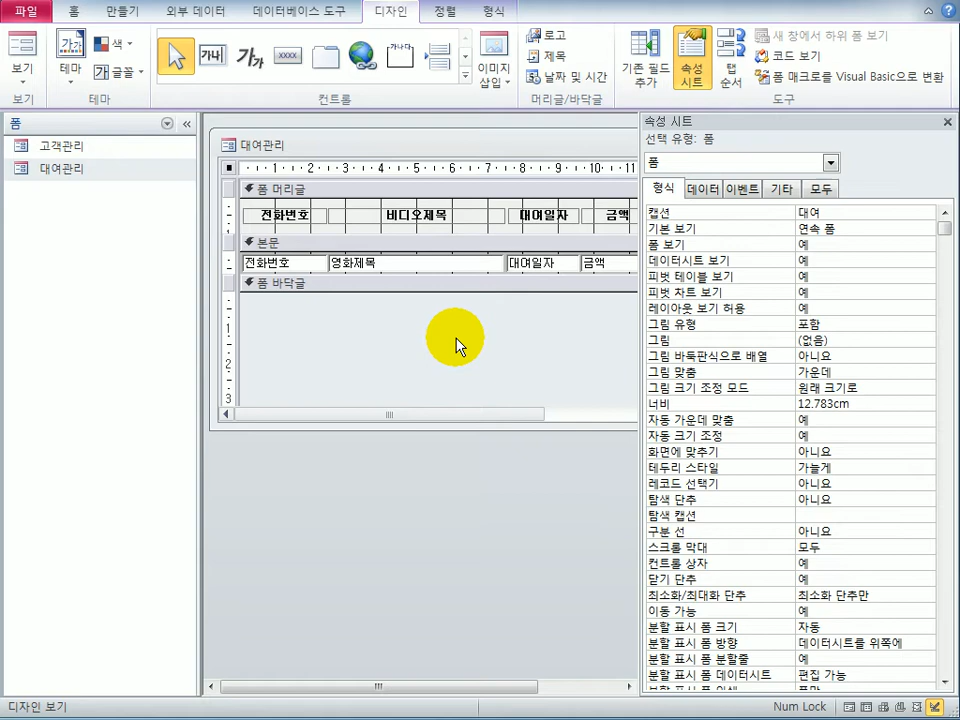 파일 홈 만들기 외부 데이터 데이터베이스 도구 디자인 정렬 형식
보기
테마
색
가 글꼴
가나
로고
제목
날짜 및 시간
이미지 삽입
기존 필드 추가
속성 시트
탭 순서
새 창에서 하위 폼 보기
코드 보기
폼 매크로를 Visual Basic으로 변환
보기 테마 컨트롤 머리글/바닥글 도구
폼
고객관리
대여관리
대여관리
1 2 3 4 5 6 7 8 9 10 11
폼 머리글
전화번호 비디오제목 대여일자 금액
본문
전화번호 영화제목 대여일자 금액
폼 바닥글
1
2
3
속성 시트
선택 유형: 폼
폼
형식 데이터 이벤트 기타 모두
캡션 대여
기본 보기 연속 폼
폼 보기 예
데이터시트 보기 예
피벗 테이블 보기 예
피벗 차트 보기 예
레이아웃 보기 허용 예
그림 유형 포함
그림 (없음)
그림 바둑판식으로 배열 아니요
그림 맞춤 가운데
그림 크기 조정 모드 원래 크기로
너비 12.783cm
자동 가운데 맞춤 예
자동 크기 조정 예
화면에 맞추기 아니요
테두리 스타일 가늘게
레코드 선택기 아니요
탐색 단추 아니요
탐색 캡션
구분 선 아니요
스크롤 막대 모두
컨트롤 상자 예
닫기 단추 예
최소화/최대화 단추 최소화 단추만
이동 가능 예
분할 표시 폼 크기 자동
분할 표시 폼 방향 데이터시트를 위쪽에
분할 표시 폼 분할줄 예
분할 표시 폼 데이터시트 편집 가능
디자인 보기 Num Lock